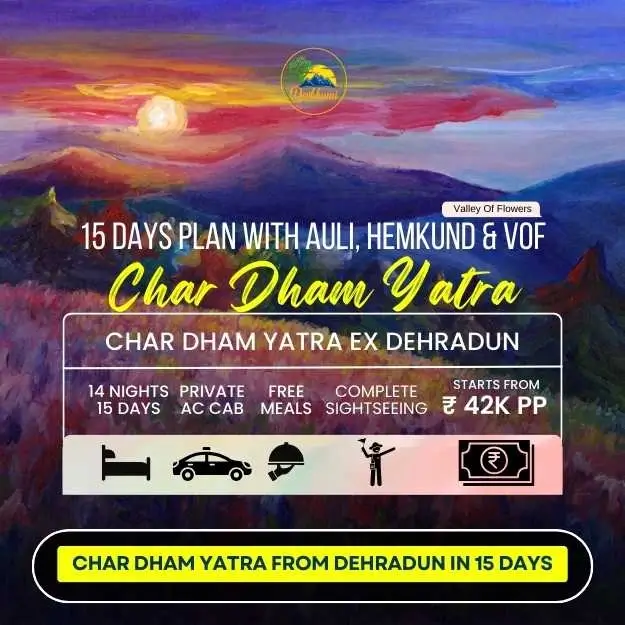 Valley Of Flowers
15 DAYS PLAN WITH AULI, HEMKUND & VOF
Char Dham Yatra
CHAR DHAM YATRA EX DEHRADUN
14 NIGHTS
15 DAYS
PRIVATE
AC CAB
FREE
MEALS
COMPLETE
SIGHTSEEING
STARTS FROM
₹ 42K PP
₹
CHAR DHAM YATRA FROM DEHRADUN IN 15 DAYS